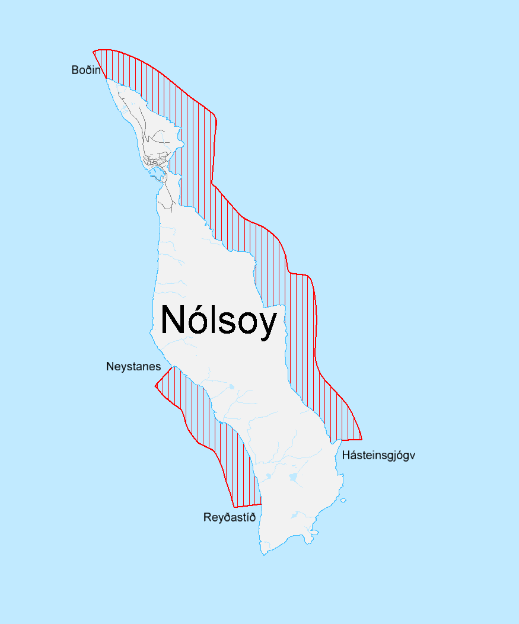 Boðin
Nólsoy
Neystanes
Hásteinsgjógv
Reyðastíð